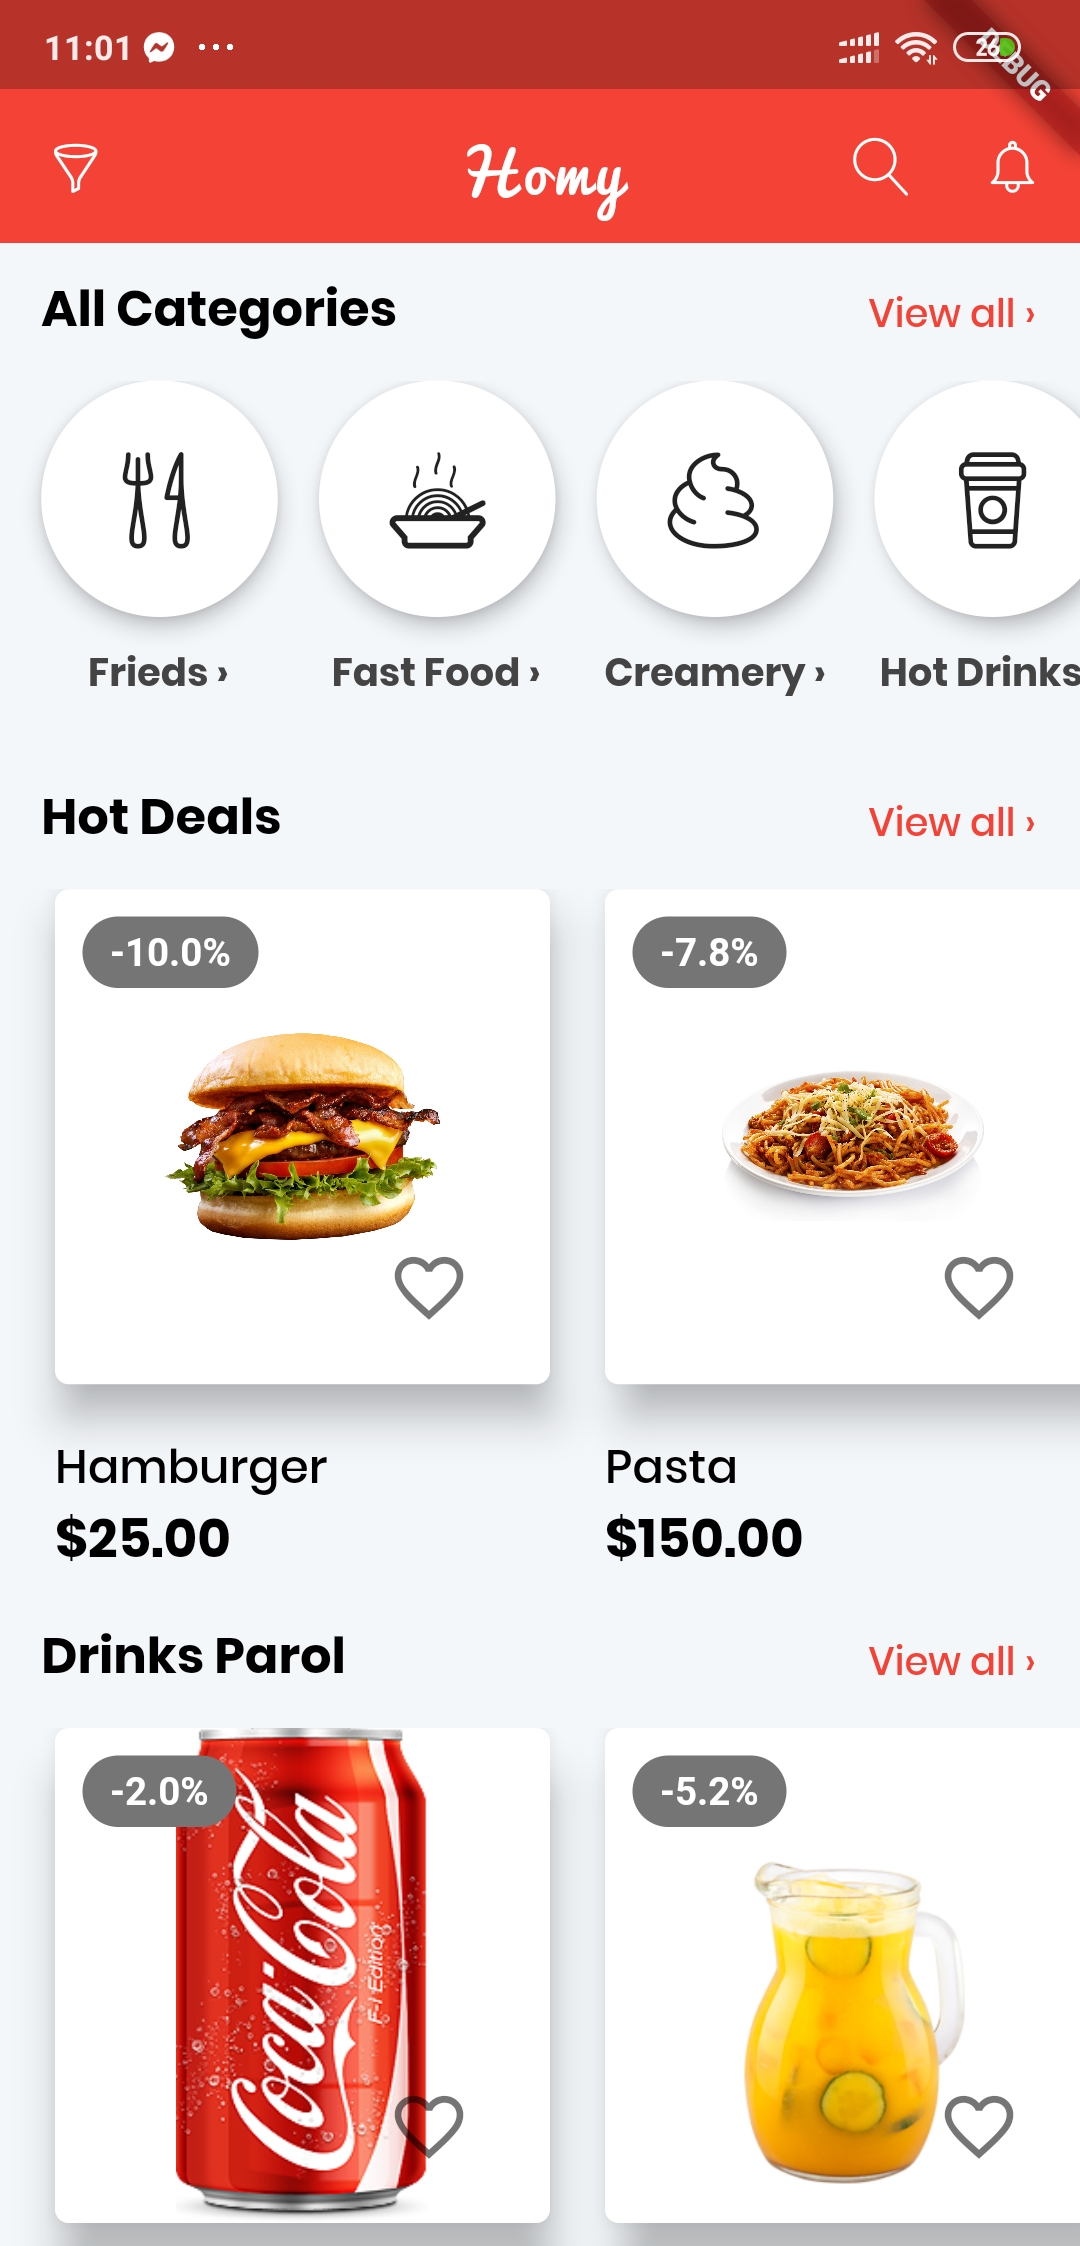 11:01
26
DEBUG
Homy
All Categories
View all ›
Frieds ›
Fast Food ›
Creamery ›
Hot Drinks
Hot Deals
View all ›
-10.0%
-7.8%
Hamburger
Pasta
$25.00
$150.00
Drinks Parol
View all ›
-2.0%
-5.2%
Coca-Cola
F-1 Edition